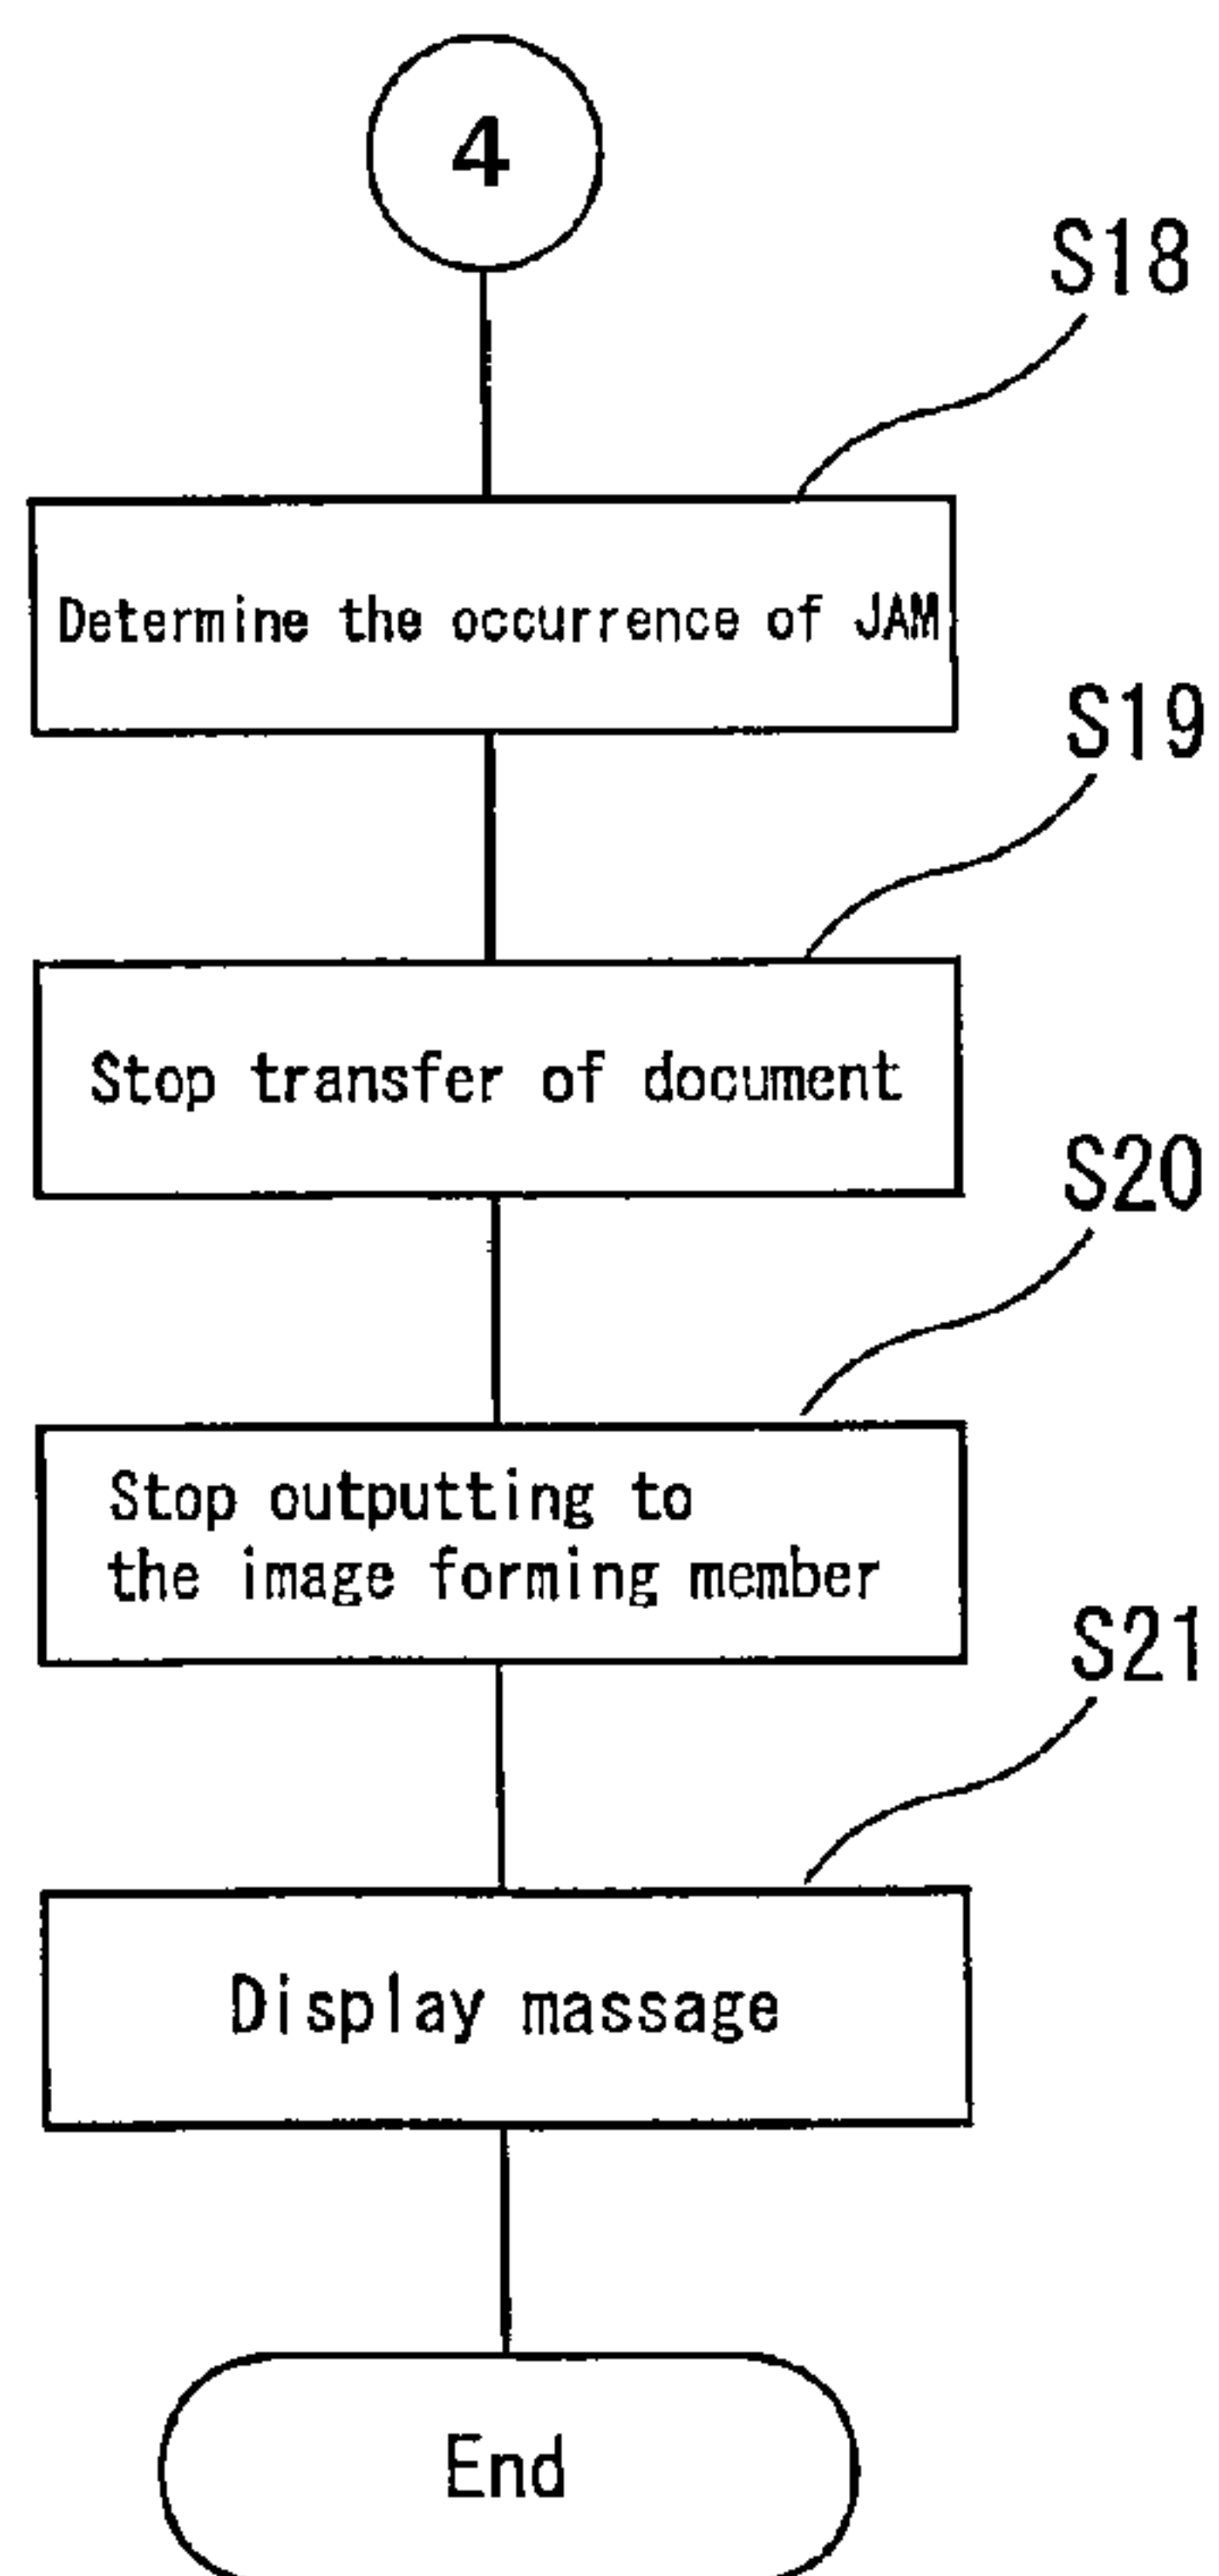 4
S18
Determine the occurrence of JAM
S19
Stop transfer of document
S20
Stop outputting to
the image forming member
S21
Display massage
End